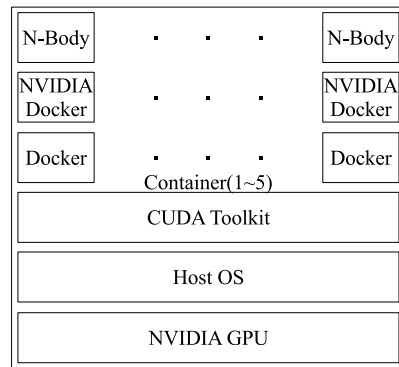 N-Body . . . N-Body
NVIDIA Docker . . . NVIDIA Docker
Docker . . . Docker
Container(1~5)
CUDA Toolkit
Host OS
NVIDIA GPU